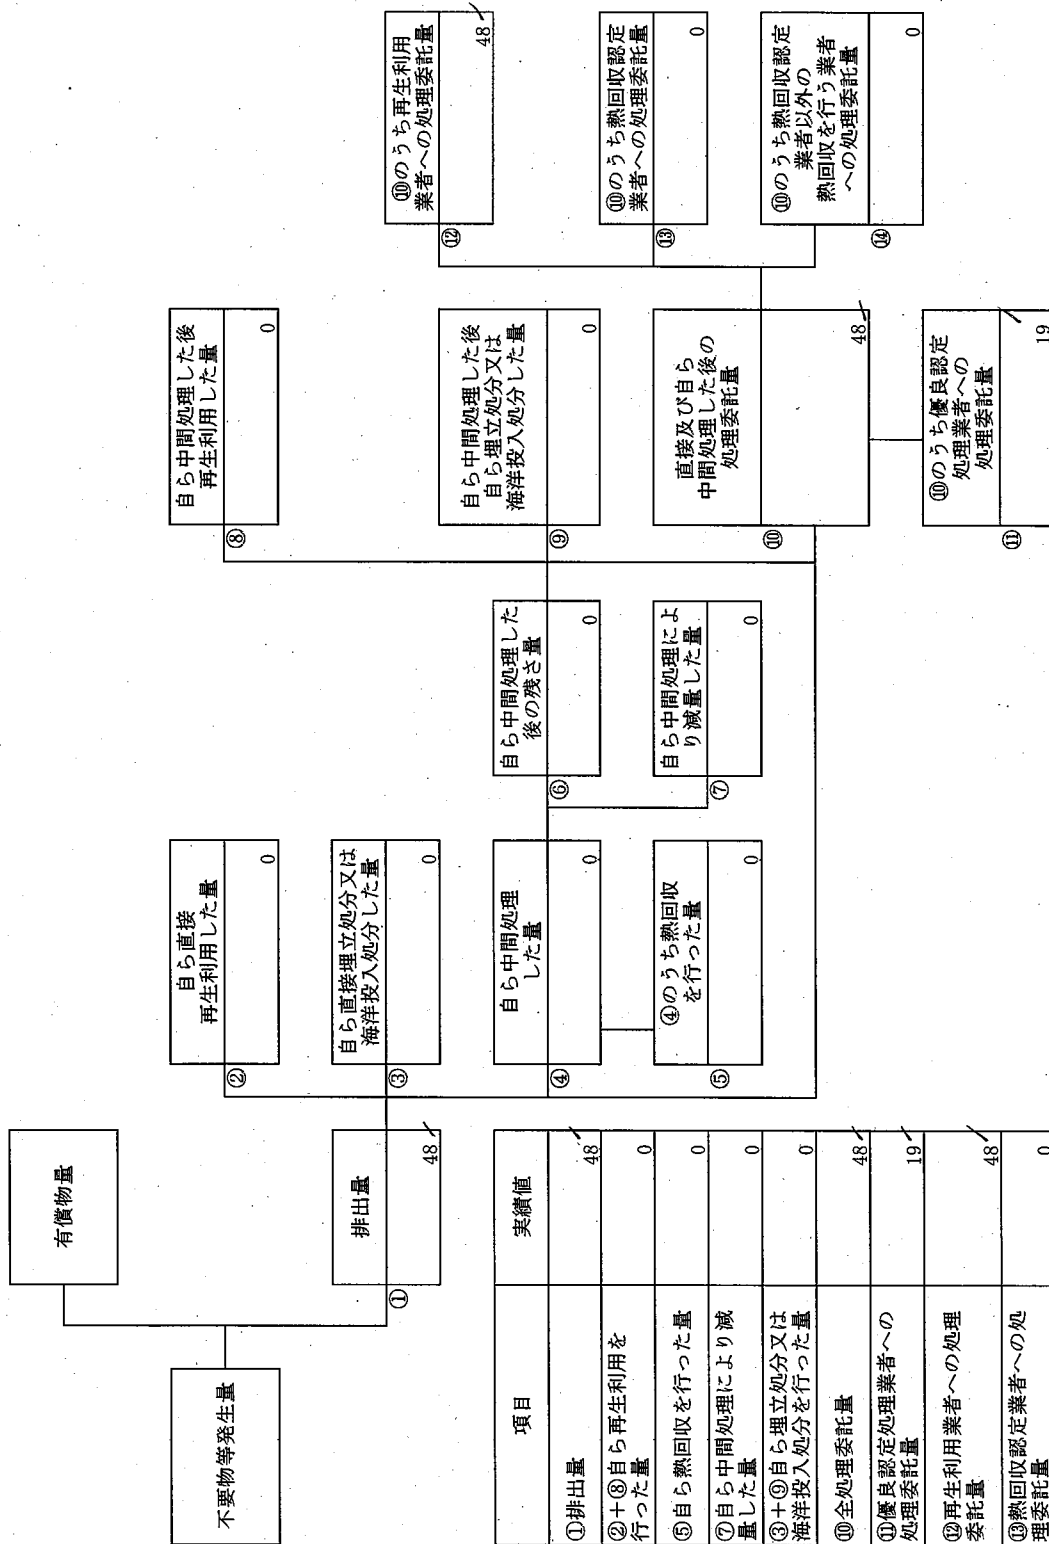 不要物等発生量
有償物量
①
排出量
48
②
自ら直接
再生利用した量
0
③
自ら直接埋立処分又は
海洋投入処分した量
0
④
自ら中間処理
した量
0
⑤
④のうち熱回収
を行った量
0
⑥
自ら中間処理した
後の残さ量
0
⑦
自ら中間処理によ
り減量した量
0
⑧
自ら中間処理した後
再生利用した量
0
⑨
自ら中間処理した後
自ら埋立処分又は
海洋投入処分した量
0
⑩
直接及び自ら
中間処理した後の
処理委託量
48
⑪
⑩のうち優良認定
処理業者への
処理委託量
19
⑫
⑩のうち再生利用
業者への処理委託量
48
⑬
⑩のうち熱回収認定
業者への処理委託量
0
⑭
⑩のうち熱回収認定
業者以外の
熱回収を行う業者
への処理委託量
0
項目
実績値
①排出量
48
②+⑧自ら再生利用を
行った量
0
⑤自ら熱回収を行った量
0
⑦自ら中間処理により減
量した量
0
③+⑨自ら埋立処分又は
海洋投入処分を行った量
0
⑩全処理委託量
48
⑪優良認定処理業者への
処理委託量
19
⑫再生利用業者への処理
委託量
48
⑬熱回収認定業者への処
理委託量
0